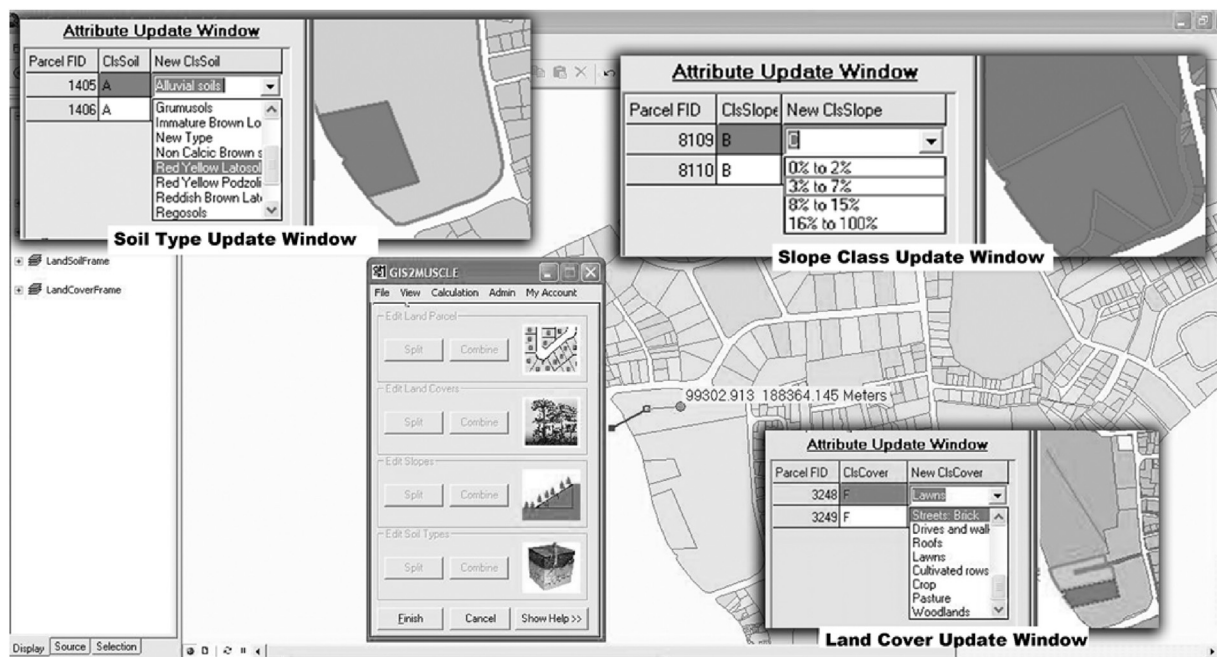 Attribute Update Window
Parcel FID ClsSoil New ClsSoil
1405 A Alluvial soils
1406 A
Grumusols
Immature Brown Lo
New Type
Non Calcic Brown s
Red Yellow Latosol
Red Yellow Podzoli
Reddish Brown Lat
Regosols
Soil Type Update Window
Attribute Update Window
Parcel FID ClsSlope New ClsSlope
8109 B
8110 B
0% to 2%
3% to 7%
8% to 15%
16% to 100%
Slope Class Update Window
LandSoilFrame
LandCoverFrame
GIS2MUSCLE
File View Calculation Admin My Account
Edit Land Parcel
Split Combine
Edit Land Covers
Split Combine
Edit Slopes
Split Combine
Edit Soil Types
Split Combine
Finish Cancel Show Help >>
99302.913 188364.145 Meters
Attribute Update Window
Parcel FID ClsCover New ClsCover
3248 F Lawns
3249 F
Streets: Brick
Drives and walk
Roofs
Lawns
Cultivated rows
Crop
Pasture
Woodlands
Land Cover Update Window
Display Source Selection